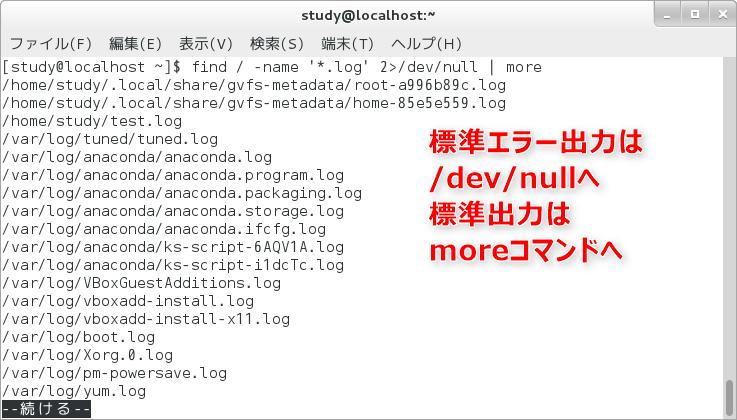 study@localhost:~
ファイル(F) 編集(E) 表示(V) 検索(S) 端末(T) ヘルプ(H)
[study@localhost ~]$ find / -name '*.log' 2>/dev/null | more
/home/study/.local/share/gvfs-metadata/root-a996b89c.log
/home/study/.local/share/gvfs-metadata/home-85e5e559.log
/home/study/test.log
/var/log/tuned/tuned.log
/var/log/anaconda/anaconda.log
/var/log/anaconda/anaconda.program.log
/var/log/anaconda/anaconda.packaging.log
/var/log/anaconda/anaconda.storage.log
/var/log/anaconda/anaconda.ifcfg.log
/var/log/anaconda/ks-script-6AQV1A.log
/var/log/anaconda/ks-script-i1dcTc.log
/var/log/VBoxGuestAdditions.log
/var/log/vboxadd-install.log
/var/log/vboxadd-install-x11.log
/var/log/boot.log
/var/log/Xorg.0.log
/var/log/pm-powersave.log
/var/log/yum.log
--続ける--
標準エラー出力は
/dev/nullへ
標準出力は
moreコマンドへ